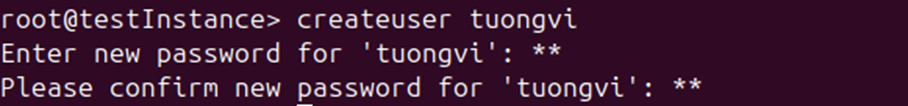 root@testInstance> createuser tuongvi
Enter new password for 'tuongvi': **
Please confirm new password for 'tuongvi': **